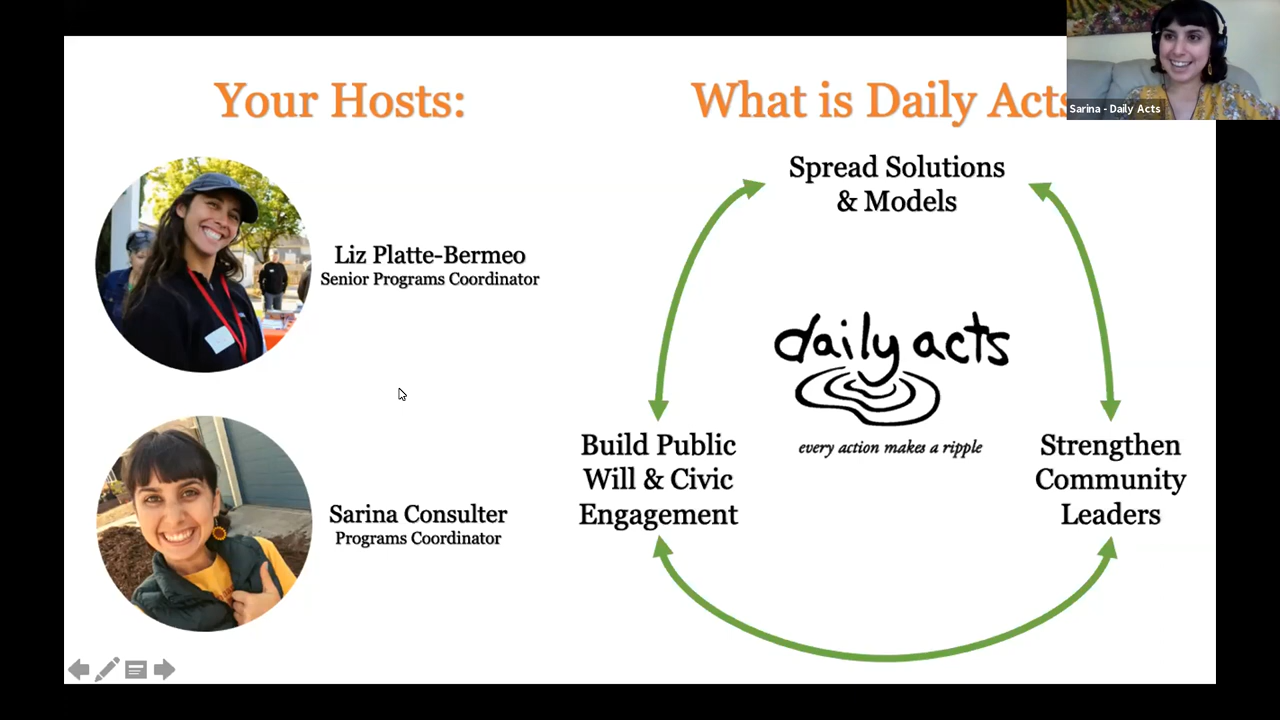 Your Hosts:
Liz Platte-Bermeo
Senior Programs Coordinator
Sarina Consulter
Programs Coordinator
What is Daily Acts
Sarina - Daily Acts
Spread Solutions
& Models
daily acts
every action makes a ripple
Build Public
Will & Civic
Engagement
Strengthen
Community
Leaders